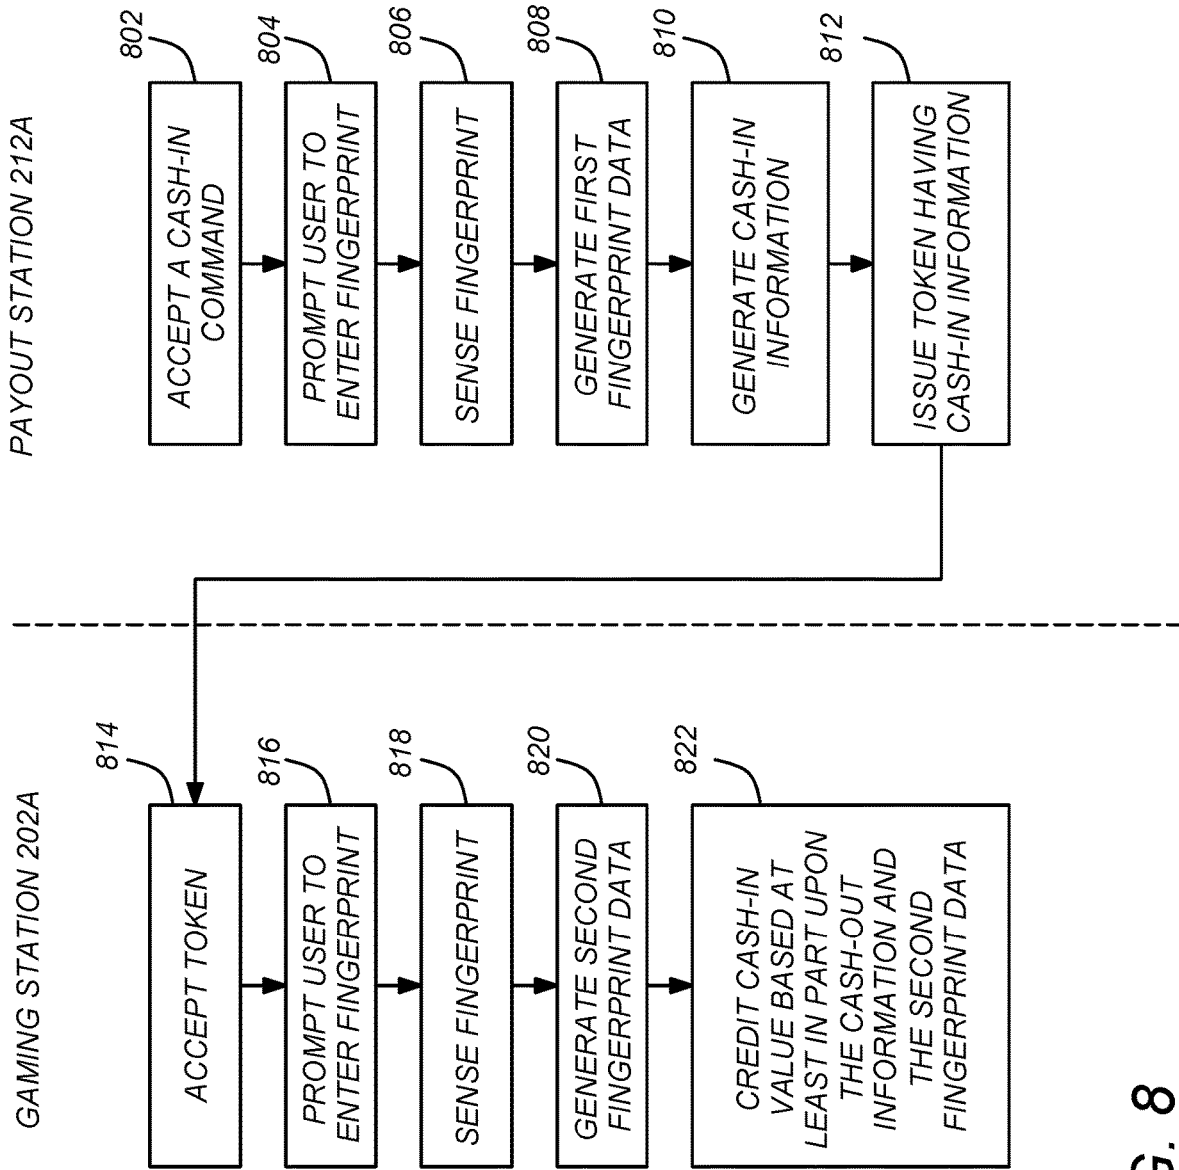 GAMING STATION 202A
814
ACCEPT TOKEN
816
PROMPT USER TO
ENTER FINGERPRINT
818
SENSE FINGERPRINT
820
GENERATE SECOND
FINGERPRINT DATA
822
CREDIT CASH-IN
VALUE BASED AT
LEAST IN PART UPON
THE CASH-OUT
INFORMATION AND
THE SECOND
FINGERPRINT DATA
PAYOUT STATION 212A
802
ACCEPT A CASH-IN
COMMAND
804
PROMPT USER TO
ENTER FINGERPRINT
806
SENSE FINGERPRINT
808
GENERATE FIRST
FINGERPRINT DATA
810
GENERATE CASH-IN
INFORMATION
812
ISSUE TOKEN HAVING
CASH-IN INFORMATION
G. 8